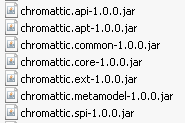 chromattic.api-1.0.0.jar
chromattic.apt-1.0.0.jar
chromattic.common-1.0.0.jar
chromattic.core-1.0.0.jar
chromattic.ext-1.0.0.jar
chromattic.metamodel-1.0.0.jar
chromattic.spi-1.0.0.jar